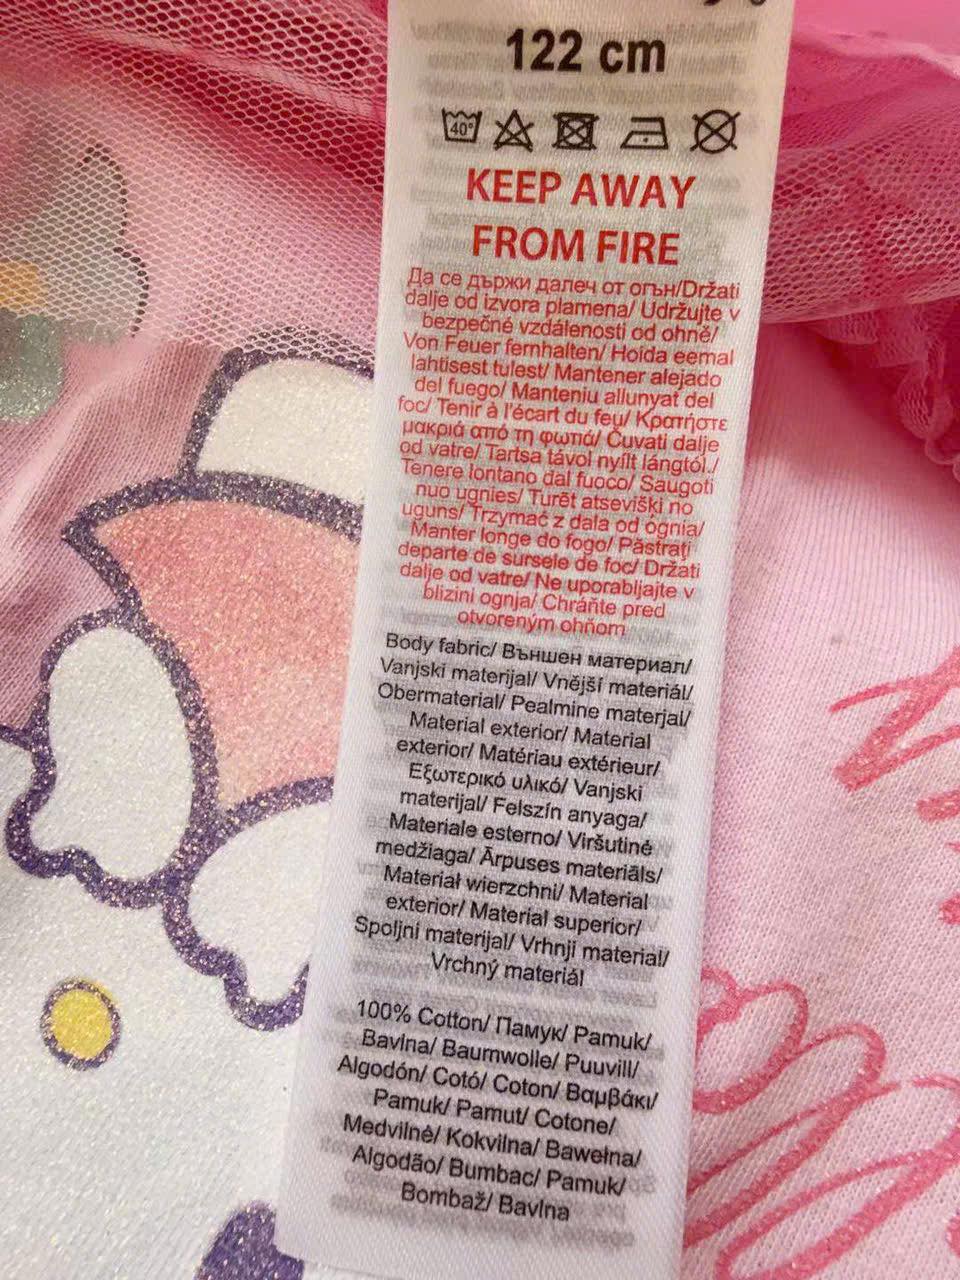 122 cm
40°
KEEP AWAY
FROM FIRE
Да се държи далеч от огън/Držati
dalje od izvora plamena/ Udržujte v
bezpečné vzdálenosti od ohně/
Von Feuer fernhalten/ Hoida eemal
lahtisest tulest/ Mantener alejado
del fuego/ Manteniu allunyat del
foc/ Tenir à l'écart du feu/ Κρατήστε
μακριά από τη φωτιά/ Čuvati dalje
od vatre/ Tartsa távol nyílt lángtól./
Tenere lontano dal fuoco/ Saugoti
nuo ugnies/ Turēt atsevišķi no
uguns/ Trzymać z dala od ognia/
Manter longe do fogo/ Păstraţi
departe de sursele de foc/ Držati
dalje od vatre/ Ne uporabljajte v
blizini ognja/ Chráňte pred
otvoreným ohňom
Body fabric/ Външен материал/
Vanjski materijal/ Vnější materiál/
Obermaterial/ Pealmine materjal/
Material exterior/ Material
exterior/ Matériau extérieur/
Εξωτερικό υλικό/ Vanjski
materijal/ Felszín anyaga/
Materiale esterno/ Viršutinė
medžiaga/ Ārpuses materiāls/
Materiał wierzchni/ Material
exterior/ Material superior/
Spoljni materijal/ Vrhnji material/
Vrchný materiál
100% Cotton/ Памук/ Pamuk/
Bavlna/ Baumwolle/ Puuvill/
Algodón/ Cotó/ Coton/ Βαμβάκι/
Pamuk/ Pamut/ Cotone/
Medvilnė/ Kokvilna/ Bawełna/
Algodão/ Bumbac/ Pamuk/
Bombaž/ Bavlna